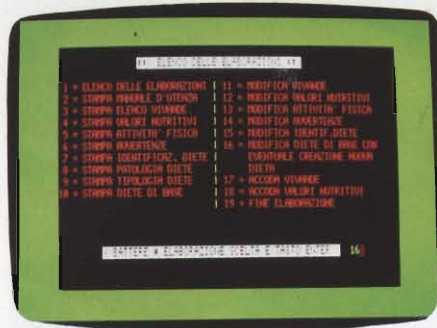 !! ELENCO DELLE ELABORAZIONI !!
1 = ELENCO DELLE ELABORAZIONI
2 = STAMPA MANUALE D'UTENZA
3 = STAMPA ELENCO VIVANDE
4 = STAMPA VALORI NUTRITIVI
5 = STAMPA ATTIVITA' FISICA
6 = STAMPA AVVERTENZE
7 = STAMPA IDENTIFICAZ. DIETE
8 = STAMPA PATOLOGIA DIETE
9 = STAMPA TIPOLOGIA DIETE
10 = STAMPA DIETE DI BASE
11 = MODIFICA VIVANDE
12 = MODIFICA VALORI NUTRITIVI
13 = MODIFICA ATTIVITA' FISICA
14 = MODIFICA AVVERTENZE
15 = MODIFICA IDENTIF.DIETE
16 = MODIFICA DIETE DI BASE CON
EVENTUALE CREAZIONE NUOVA
DIETA
17 = ACCODA VIVANDE
18 = ACCODA VALORI NUTRITIVI
19 = FINE ELABORAZIONE
BATTERE ELABORAZIONE SCELTA E TASTO ENTER 16